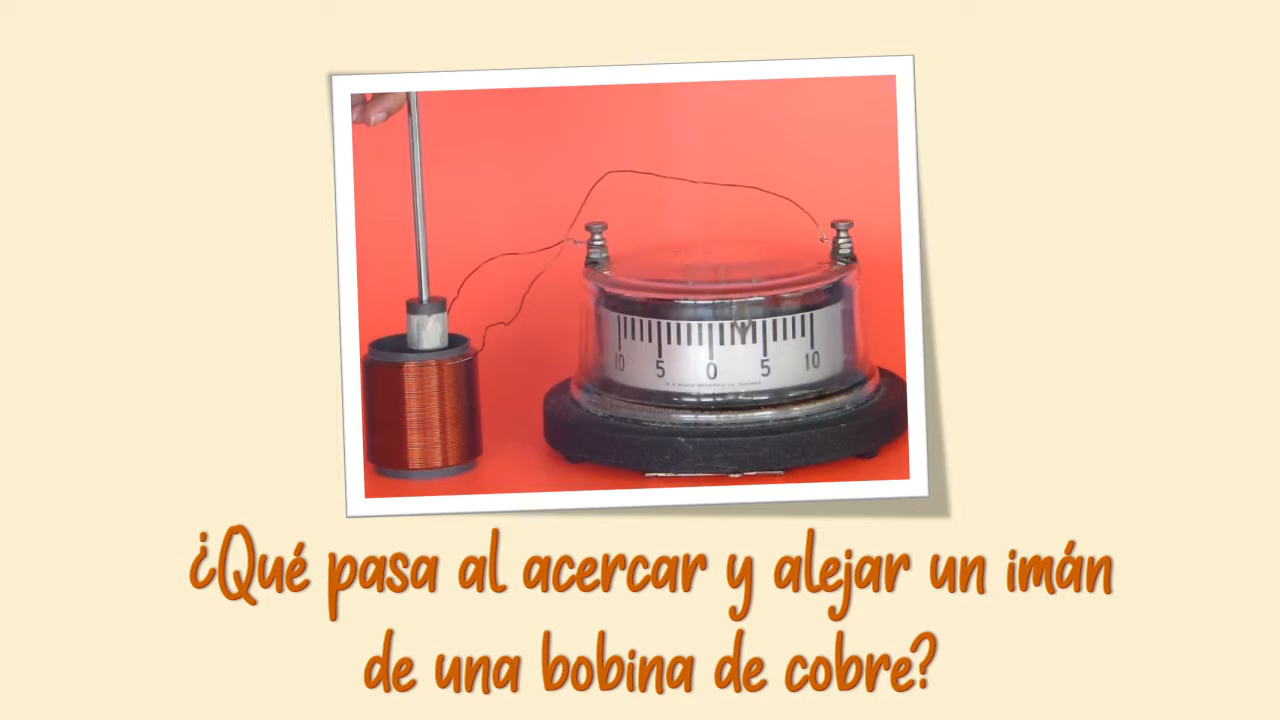 10 5 0 5 10
¿Qué pasa al acercar y alejar un imán
de una bobina de cobre?